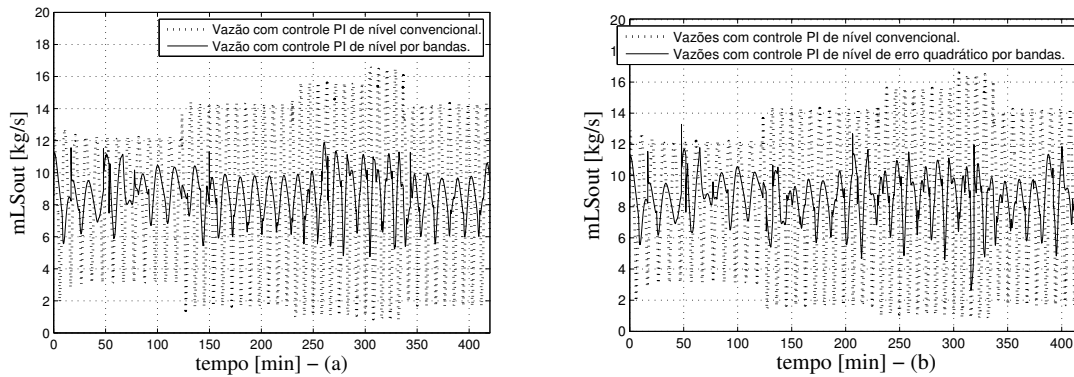 Vazão com controle PI de nível convencional.
Vazão com controle PI de nível por bandas.
20
18
16
14
12
10
8
6
4
2
0
mLSout [kg/s]
0 50 100 150 200 250 300 350 400
tempo [min] – (a)
Vazões com controle PI de nível convencional.
Vazões com controle PI de nível de erro quadrático por bandas.
20
18
16
14
12
10
8
6
4
2
0
mLSout [kg/s]
0 50 100 150 200 250 300 350 400
tempo [min] – (b)